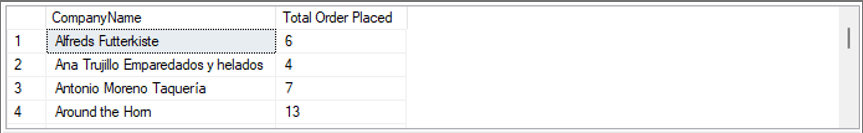 CompanyName Total Order Placed
1 Alfreds Futterkiste 6
2 Ana Trujillo Emparedados y helados 4
3 Antonio Moreno Taquería 7
4 Around the Horn 13